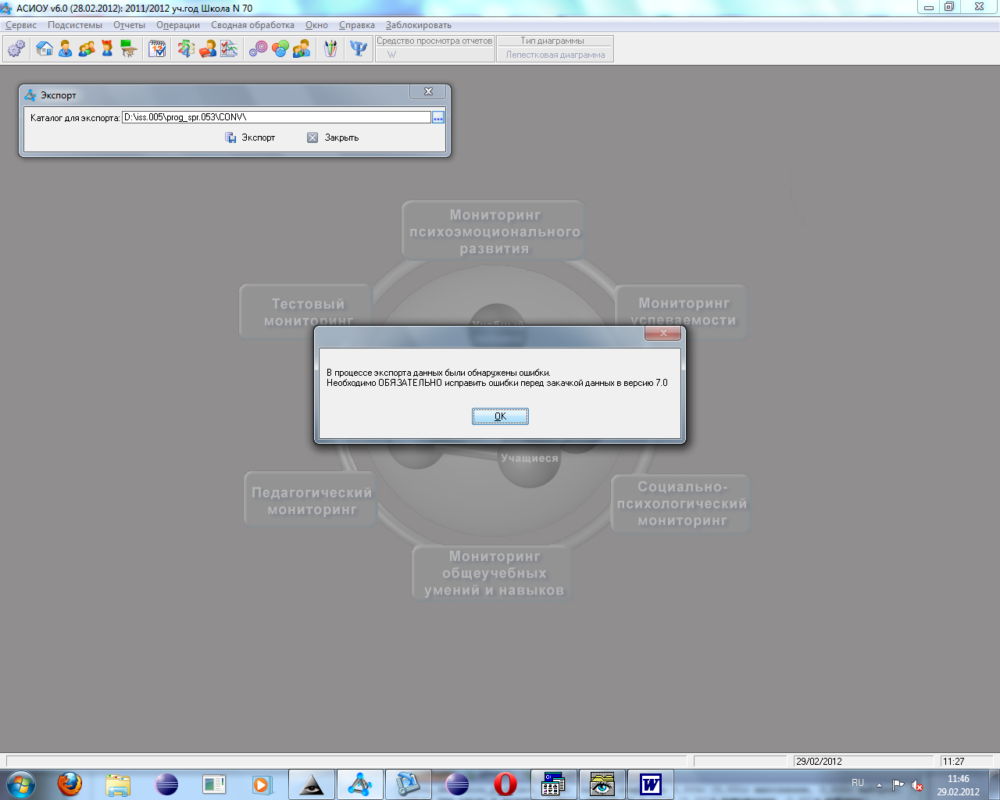 АСИОУ v6.0 (28.02.2012): 2011/2012 уч.год Школа N 70
Сервис Подсистемы Отчеты Операции Сводная обработка Окно Справка Заблокировать
Средство просмотра отчетов
W
Тип диаграммы
Лепестковая диаграмма
Экспорт
Каталог для экспорта: D:\iss.005\prog_spr.053\CONV\ ...
Экспорт Закрыть
Мониторинг
психоэмоционального
развития
Тестовый
мониторинг
Мониторинг
успеваемости
Учебный
В процессе экспорта данных были обнаружены ошибки.
Необходимо ОБЯЗАТЕЛЬНО исправить ошибки перед закачкой данных в версию 7.0
OK
Учащиеся
Педагогический
мониторинг
Социально-
психологический
мониторинг
Мониторинг
общеучебных
умений и навыков
29/02/2012 11:27
RU
11:46
29.02.2012